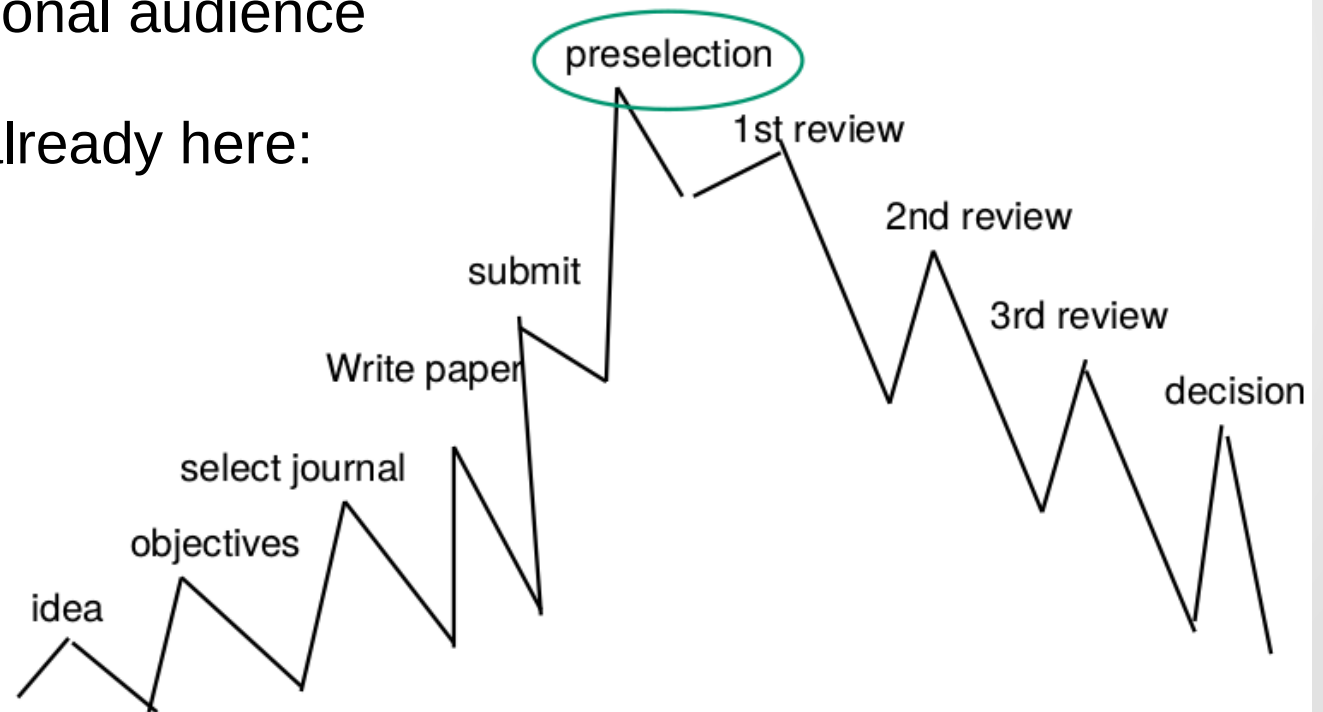 onal audience
lready here:
preselection
1st review
2nd review
submit
3rd review
Write paper
decision
select journal
objectives
idea